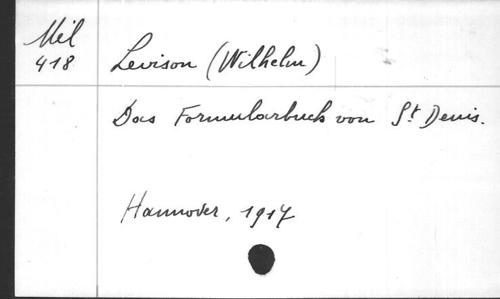 Mil
418
Levison (Wilhelm)
Das Formularbuch von St Denis.
Hannover, 1917